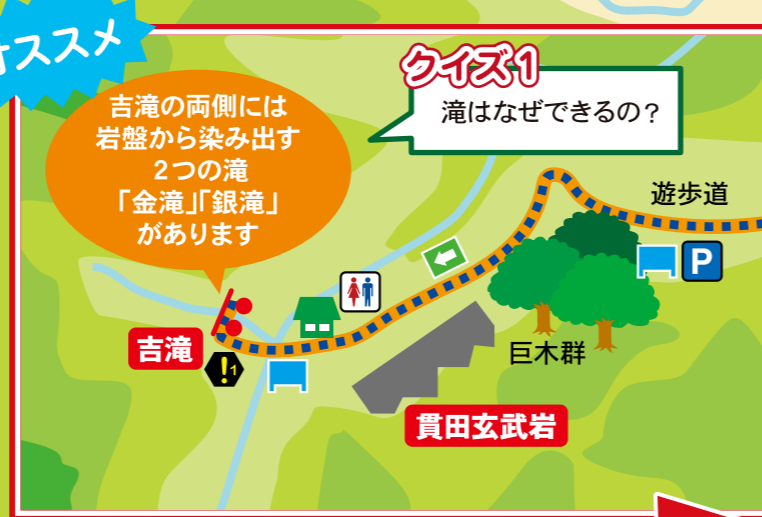 オススメ
クイズ1
滝はなぜできるの?
吉滝の両側には
岩盤から染み出す
2つの滝
「金滝」「銀滝」
があります
遊歩道
P
吉滝
!1
巨木群
貫田玄武岩